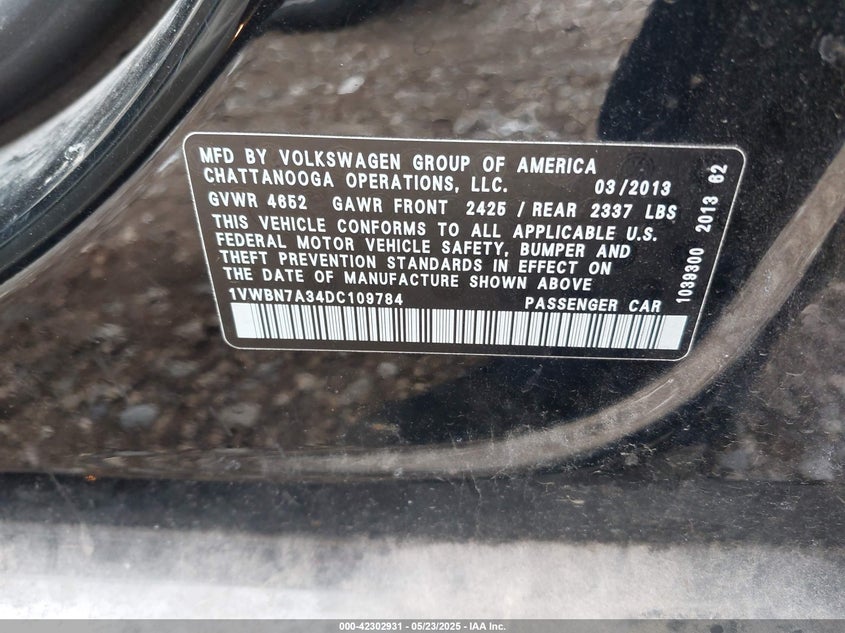 MFD BY VOLKSWAGEN GROUP OF AMERICA
CHATTANOOGA OPERATIONS, LLC. 03/2013
GVWR 4652 GAWR FRONT 2425 / REAR 2337 LBS
THIS VEHICLE CONFORMS TO ALL APPLICABLE U.S.
FEDERAL MOTOR VEHICLE SAFETY, BUMPER AND
THEFT PREVENTION STANDARDS IN EFFECT ON
THE DATE OF MANUFACTURE SHOWN ABOVE
1VWBN7A34DC109784 PASSENGER CAR
1039300 2013 62
000-42302931 - 05/23/2025 - IAA Inc.